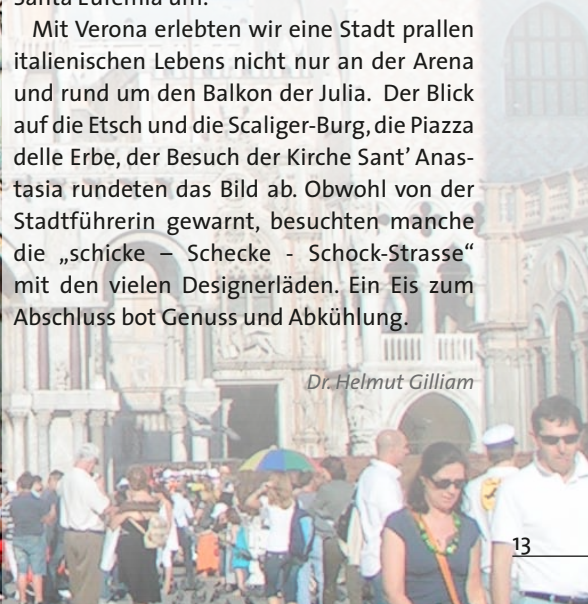 Santa Eufemia um.
Mit Verona erlebten wir eine Stadt prallen
italienischen Lebens nicht nur an der Arena
und rund um den Balkon der Julia. Der Blick
auf die Etsch und die Scaliger-Burg, die Piazza
delle Erbe, der Besuch der Kirche Sant’ Anas-
tasia rundeten das Bild ab. Obwohl von der
Stadtführerin gewarnt, besuchten manche
die „schicke – Schecke - Schock-Strasse“
mit den vielen Designerläden. Ein Eis zum
Abschluss bot Genuss und Abkühlung.
Dr. Helmut Gilliam
13